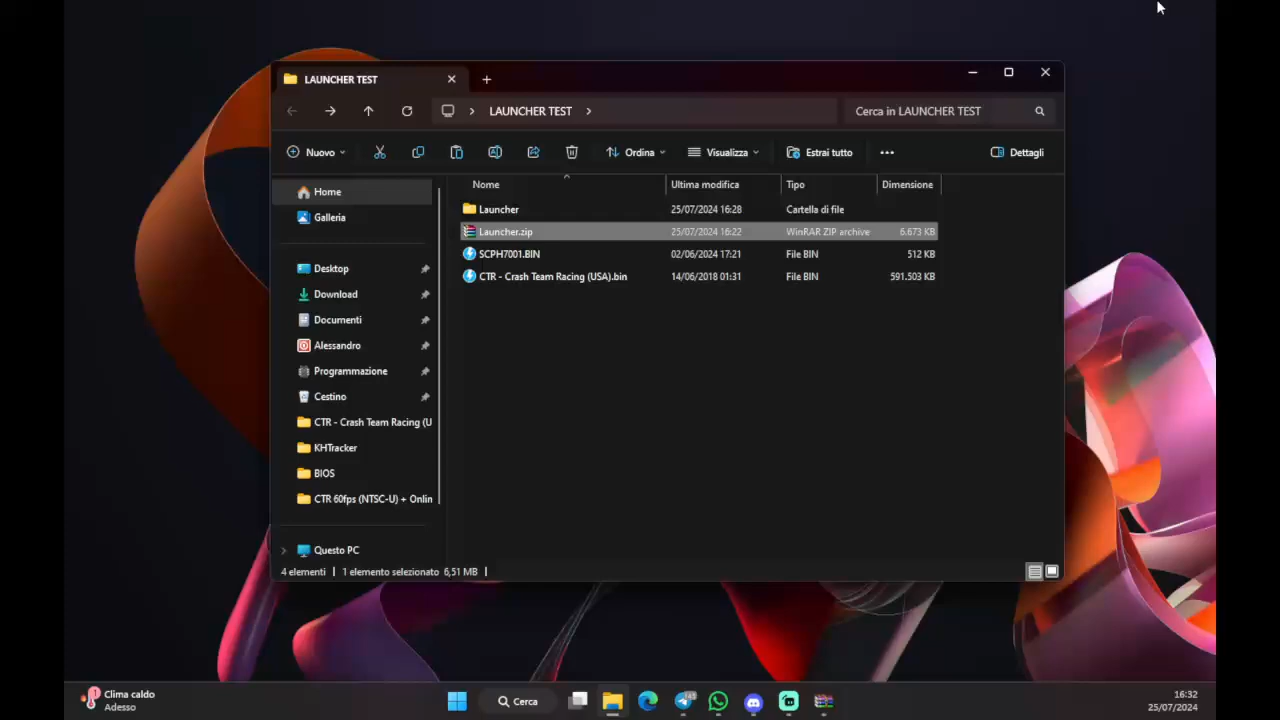 LAUNCHER TEST
LAUNCHER TEST
Cerca in LAUNCHER TEST
Nuovo
Ordina
Visualizza
Estrai tutto
Dettagli
Nome Ultima modifica Tipo Dimensione
Home
Galleria
Desktop
Download
Documenti
Alessandro
Programmazione
Cestino
CTR - Crash Team Racing (U
KHTracker
BIOS
CTR 60fps (NTSC-U) + Onlin
Questo PC
Launcher 25/07/2024 16:28 Cartella di file
Launcher.zip 25/07/2024 16:22 WinRAR ZIP archive 6.673 KB
SCPH7001.BIN 02/06/2024 17:21 File BIN 512 KB
CTR - Crash Team Racing (USA).bin 14/06/2018 01:31 File BIN 591.503 KB
4 elementi 1 elemento selezionato 6,51 MB
1
Clima caldo
Adesso
Cerca
16:32
25/07/2024